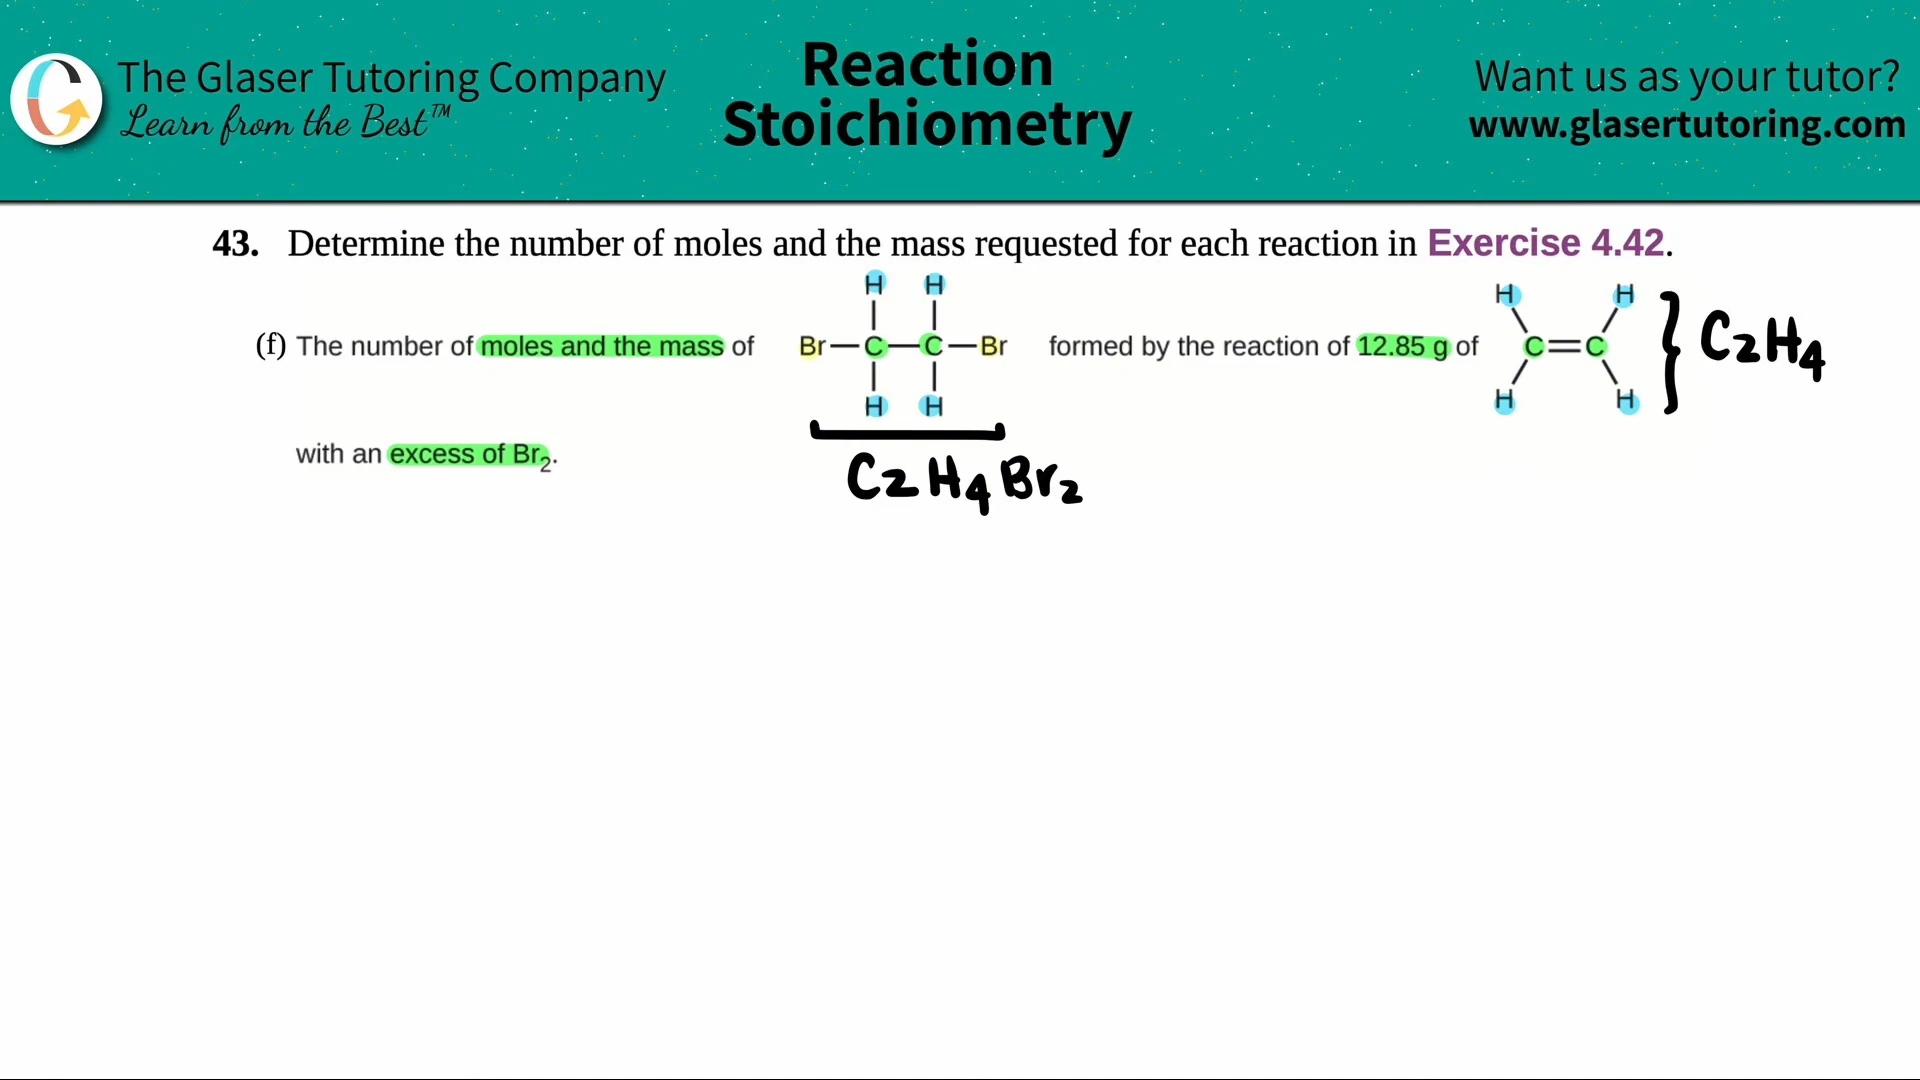 The Glaser Tutoring Company
Learn from the Best™
Reaction
Stoichiometry
Want us as your tutor?
www.glasertutoring.com
43. Determine the number of moles and the mass requested for each reaction in Exercise 4.42.
H H
H H
(f) The number of moles and the mass of Br—C—C—Br formed by the reaction of 12.85 g of C=C } C2H4
H H
H H
with an excess of Br2.
C2H4Br2